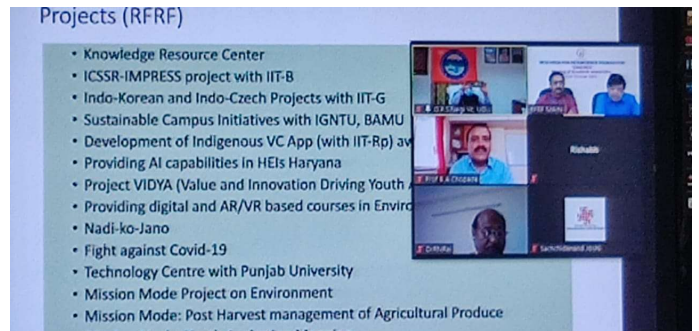 Projects (RFRF)
• Knowledge Resource Center
• ICSSR-IMPRESS project with IIT-B
• Indo-Korean and Indo-Czech Projects with IIT-G
• Sustainable Campus Initiatives with IGNTU, BAMU
• Development of Indigenous VC App (with IIT-Rp) aw
• Providing AI capabilities in HEIs Haryana
• Project VIDYA (Value and Innovation Driving Youth
• Providing digital and AR/VR based courses in Enviro
• Nadi-ko-Jano
• Fight against Covid-19
• Technology Centre with Punjab University
• Mission Mode Project on Environment
• Mission Mode: Post Harvest management of Agricultural Produce
Rishabh
Sachchidanand Joshi